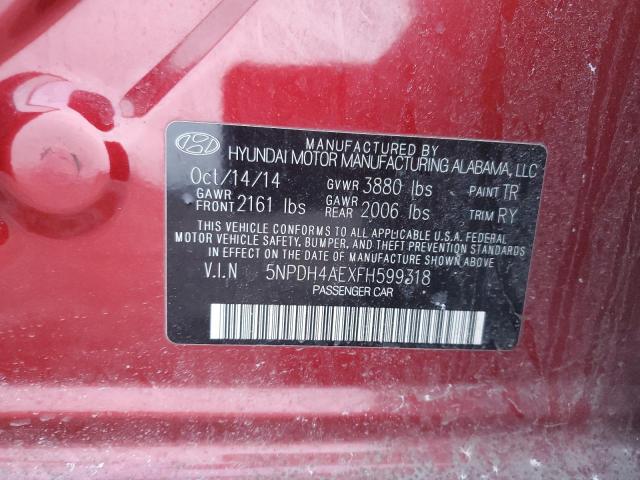 MANUFACTURED BY
HYUNDAI MOTOR MANUFACTURING ALABAMA, LLC
Oct/14/14 GVWR 3880 lbs PAINT TR
GAWR FRONT 2161 lbs GAWR REAR 2006 lbs TRIM RY
THIS VEHICLE CONFORMS TO ALL APPLICABLE U.S.A. FEDERAL
MOTOR VEHICLE SAFETY, BUMPER, AND THEFT PREVENTION STANDARDS
IN EFFECT ON THE DATE OF MANUFACTURE SHOWN ABOVE.
V.I.N 5NPDH4AEXFH599318
PASSENGER CAR